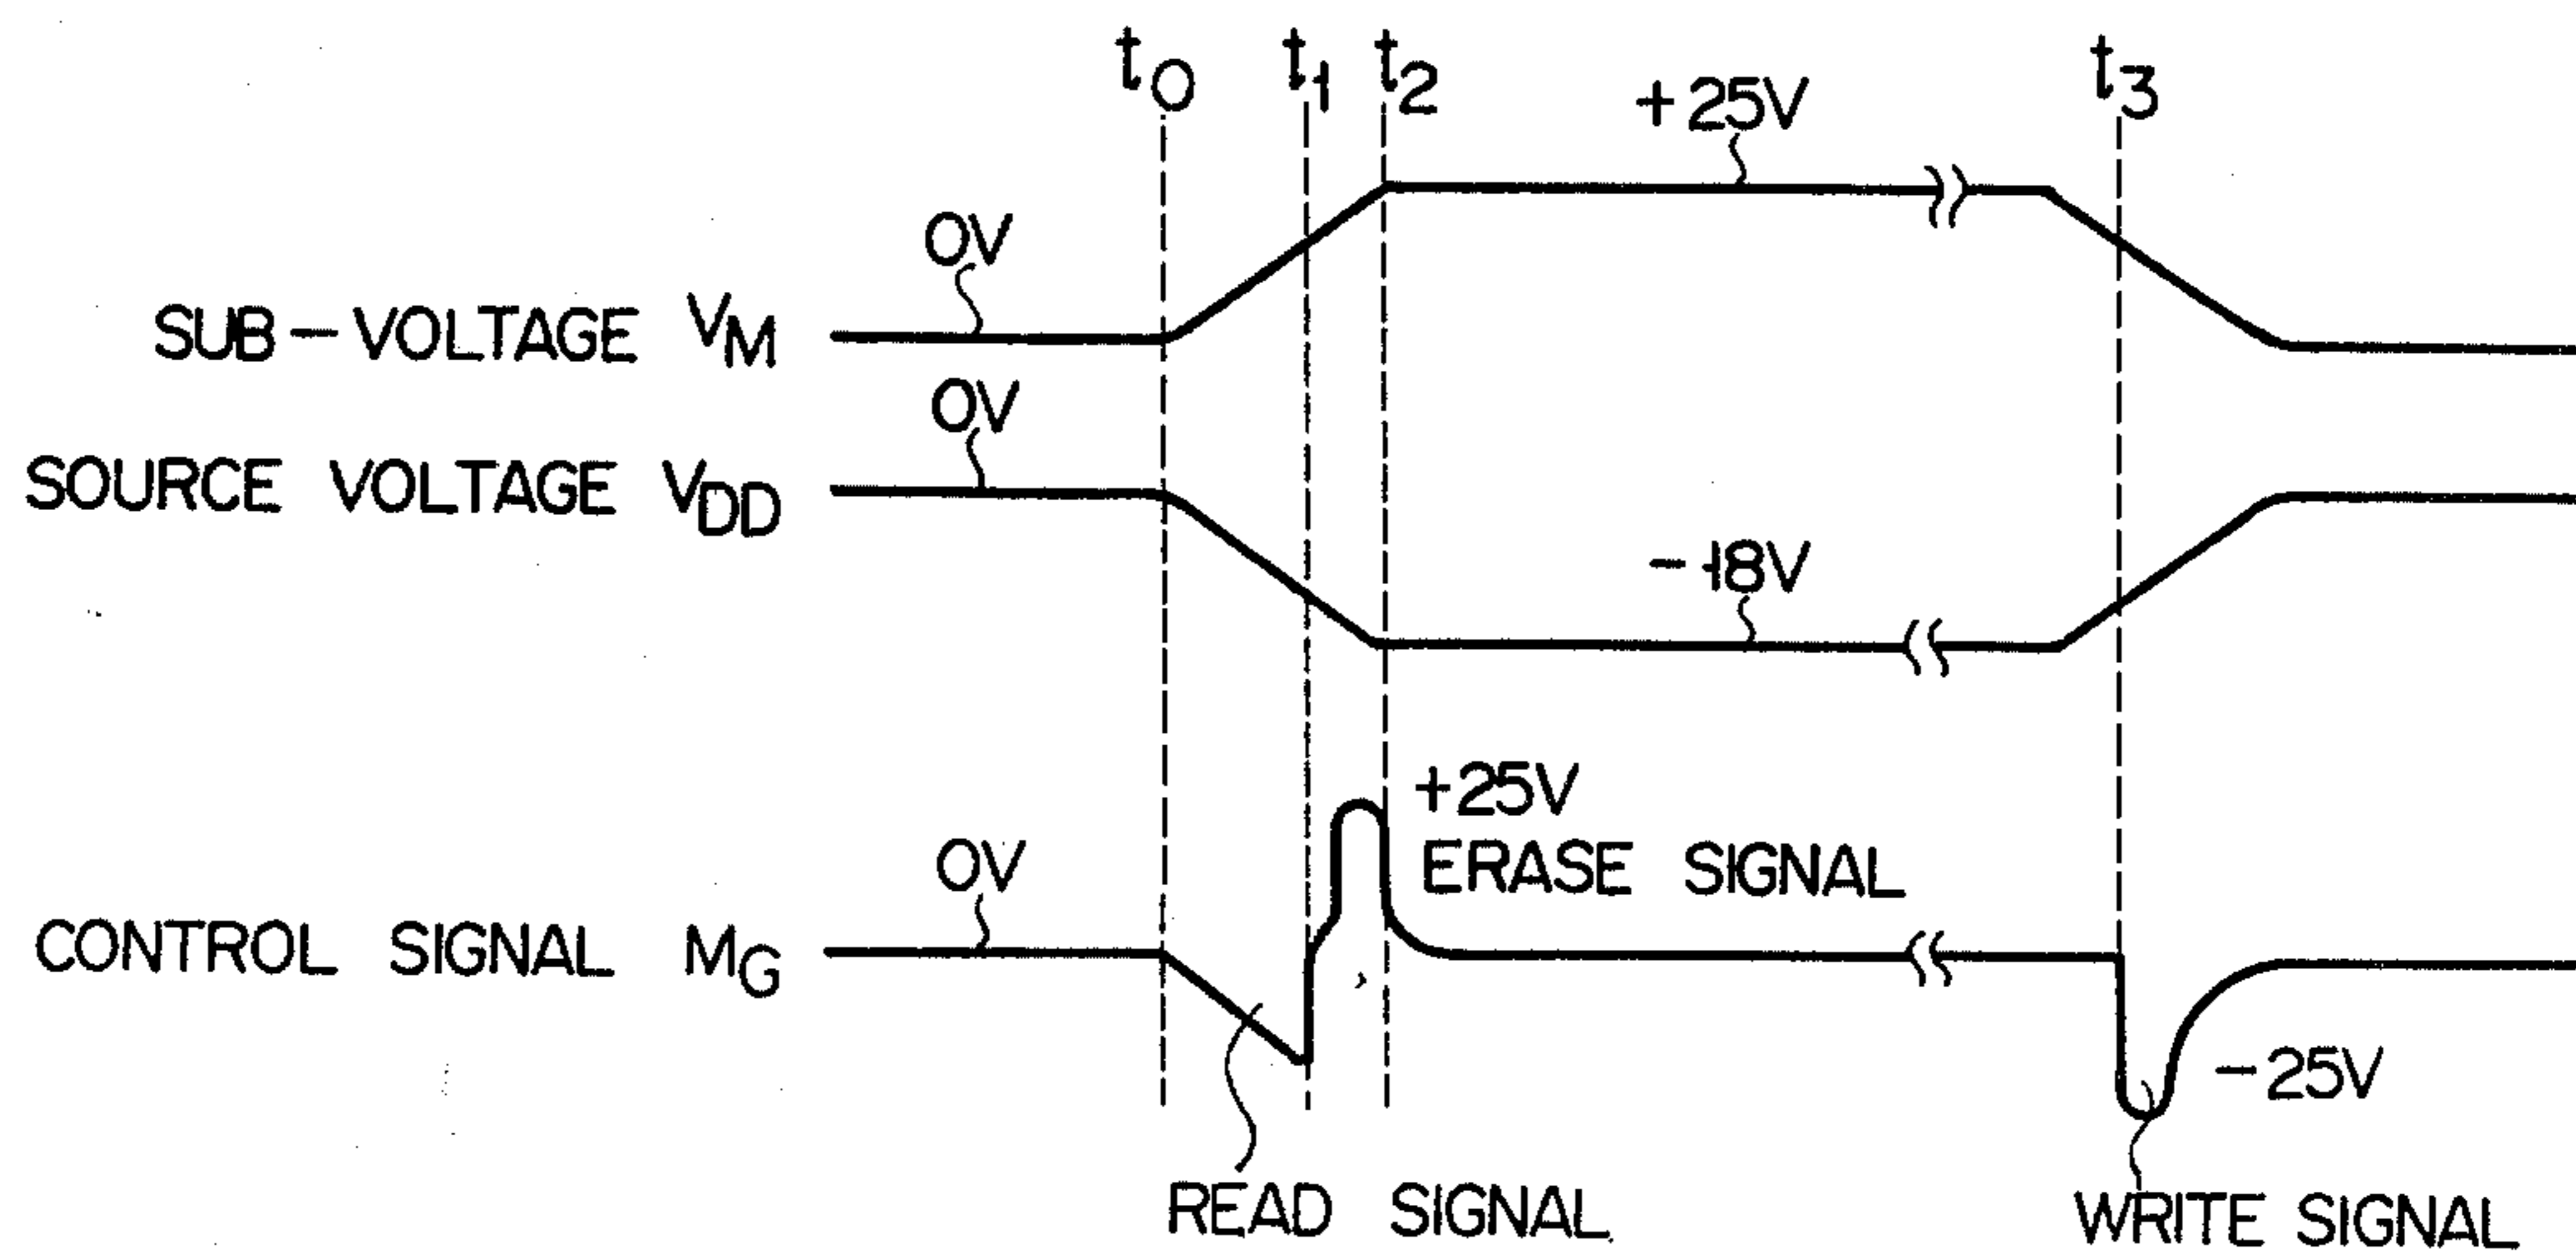 t0 t1 t2 t3
+25V
0V
SUB-VOLTAGE VM
0V
SOURCE VOLTAGE VDD
-18V
+25V
ERASE SIGNAL
0V
CONTROL SIGNAL MG
-25V
READ SIGNAL
WRITE SIGNAL